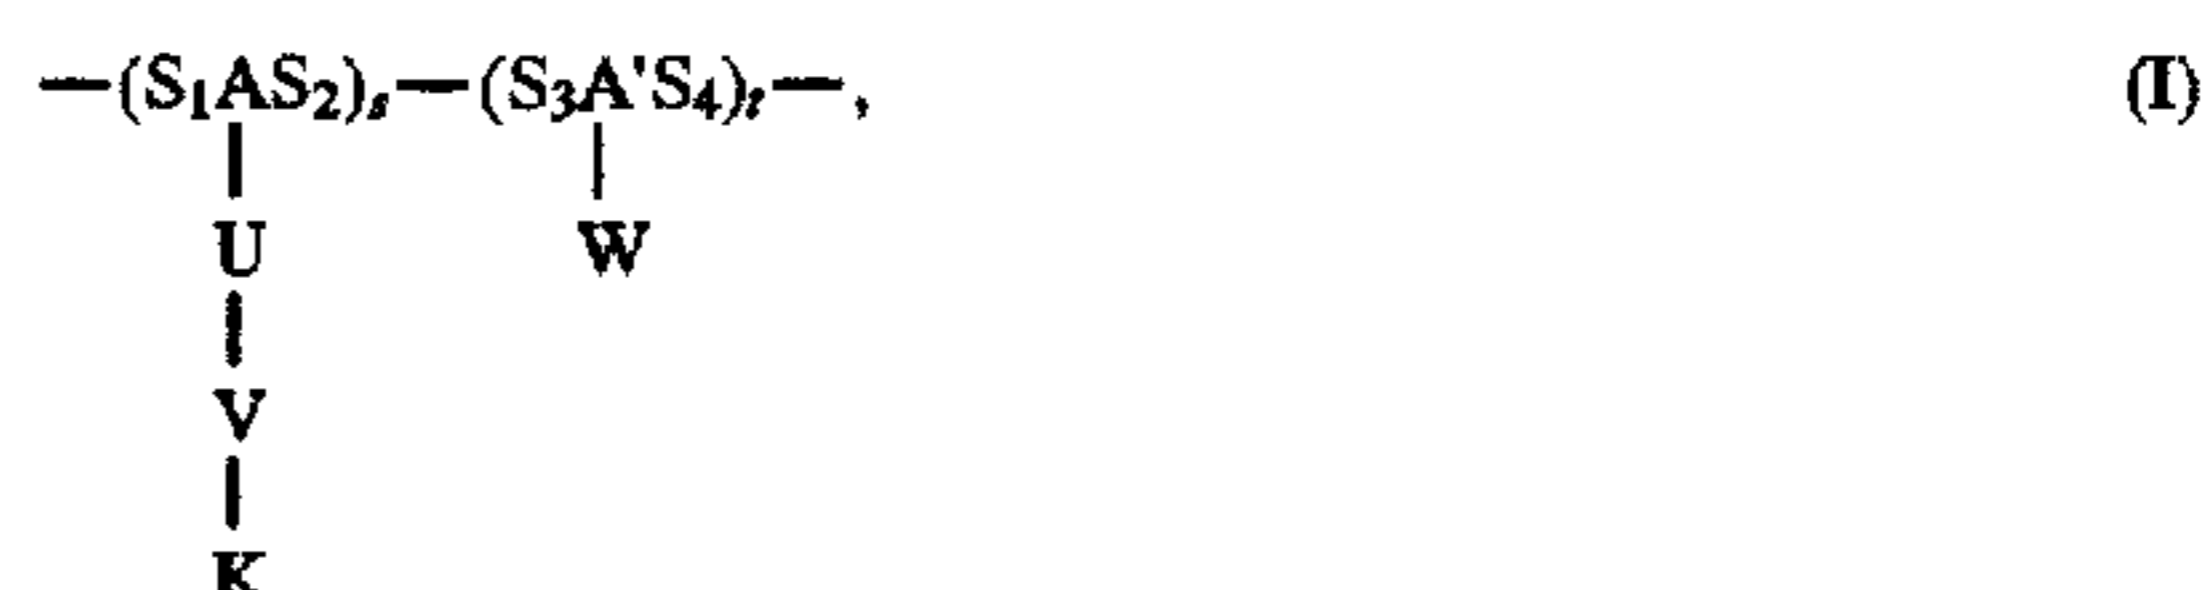 —(S₁AS₂)ₛ—(S₃A'S₄)ₜ—, (I)
U W
V
K